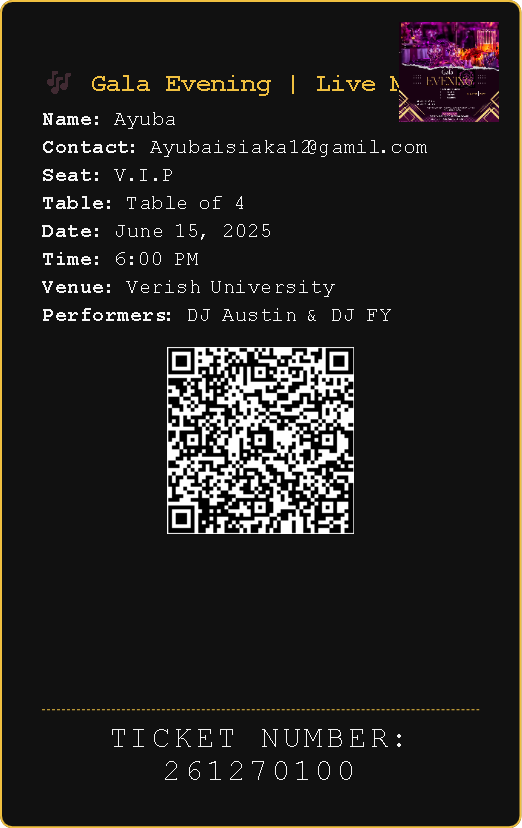 Gala Evening | Live
Gala
EVENING
Name: Ayuba
Contact: Ayubaisiaka12@gamil.com
Seat: V.I.P
Table: Table of 4
Date: June 15, 2025
Time: 6:00 PM
Venue: Verish University
Performers: DJ Austin & DJ FY
TICKET NUMBER:
261270100